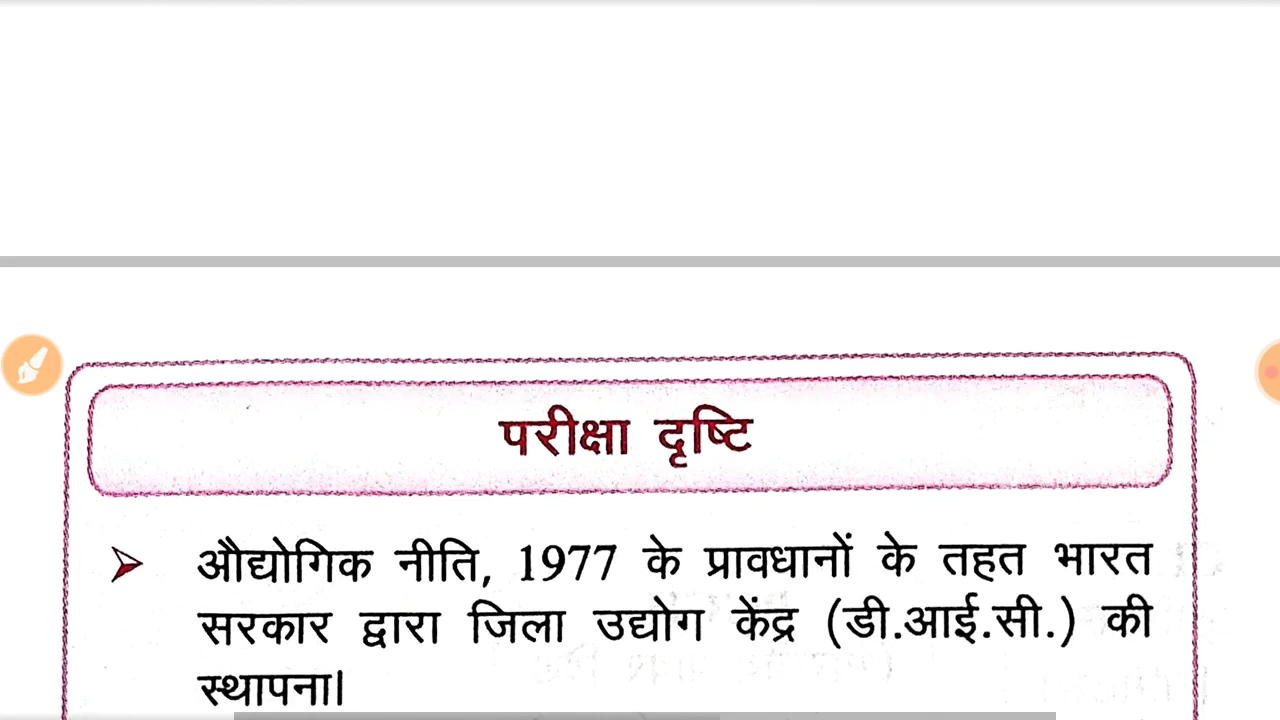 परीक्षा दृष्टि
➢ औद्योगिक नीति, 1977 के प्रावधानों के तहत भारत
सरकार द्वारा जिला उद्योग केंद्र (डी.आई.सी.) की
स्थापना।